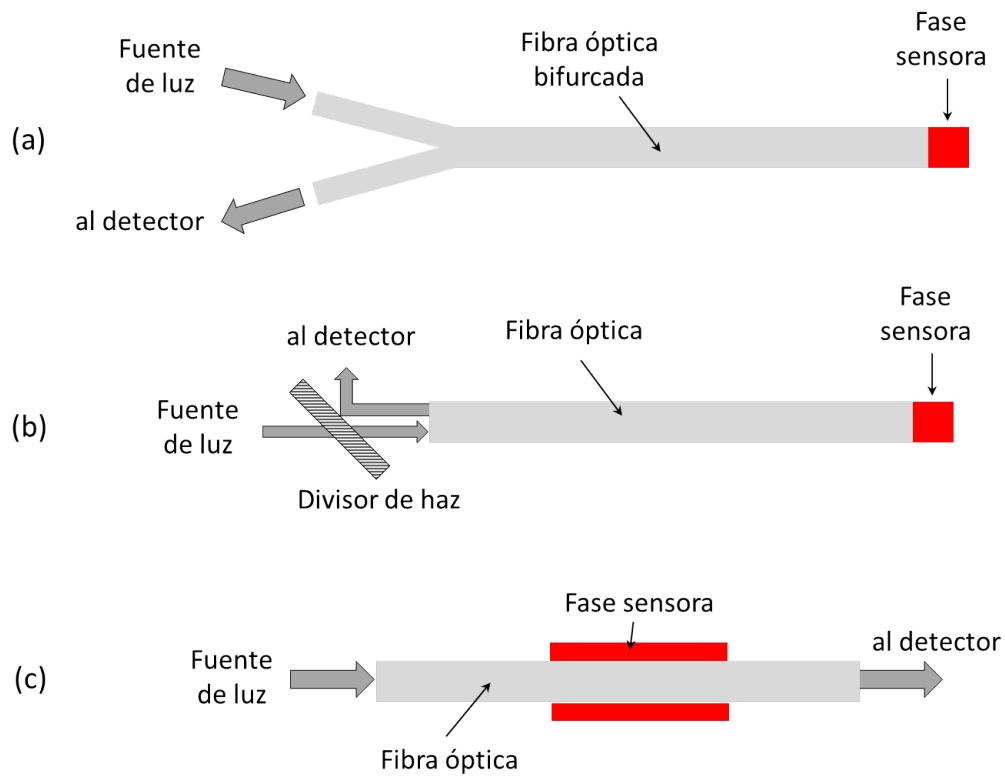 Fuente
de luz
Fibra óptica
bifurcada
Fase
sensora
(a)
al detector
Fase
sensora
al detector
Fibra óptica
(b)
Fuente
de luz
Divisor de haz
Fase sensora
al detector
(c)
Fuente
de luz
Fibra óptica